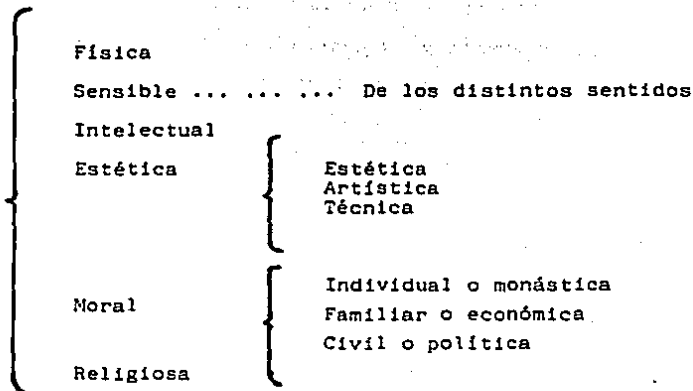 Física
Sensible ... ... ... De los distintos sentidos
Intelectual
Estética
Estética
Artística
Técnica
Moral
Individual o monástica
Familiar o económica
Civil o política
Religiosa